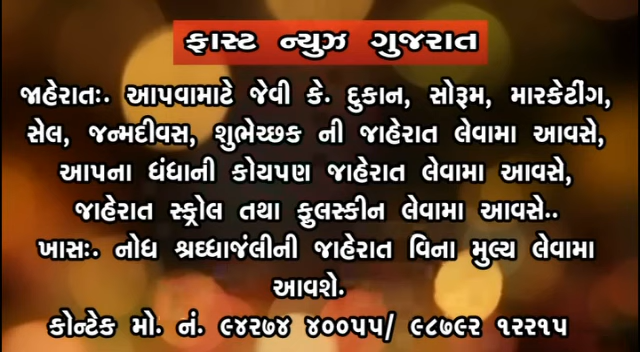 ફાસ્ટ ન્યુઝ ગુજરાત
જાહેરાતઃ. આપવામાટે જેવી કે. દુકાન, સોરૂમ, મારકેટીંગ,
સેલ, જન્મદીવસ, શુભેચ્છક ની જાહેરાત લેવામા આવસે,
આપના ધંધાની કોયપણ જાહેરાત લેવામા આવસે,
જાહેરાત સ્ક્રોલ તથા ફુલસ્કીન લેવામા આવસે..
ખાસઃ. નોધ શ્રધ્ધાજંલીની જાહેરાત વિના મુલ્ય લેવામા
આવશે.
કોન્ટેક મો. નં. ૯૪૨૭૪ ૪૦૦૫૫/ ૯૮૭૯૨ ૧૨૨૧૫